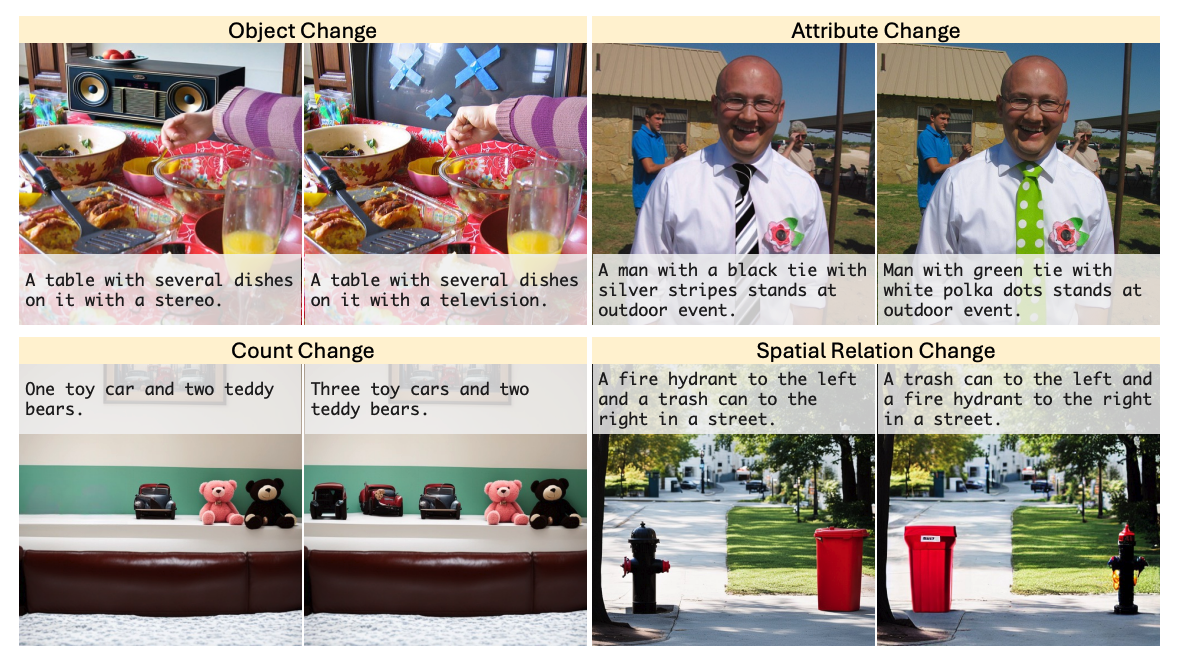 Object Change
A table with several dishes
on it with a stereo.
A table with several dishes
on it with a television.
Attribute Change
A man with a black tie with
silver stripes stands at
outdoor event.
Man with green tie with
white polka dots stands at
outdoor event.
Count Change
One toy car and two teddy
bears.
Three toy cars and two
teddy bears.
Spatial Relation Change
A fire hydrant to the left
and a trash can to the
right in a street.
A trash can to the left and
a fire hydrant to the right
in a street.